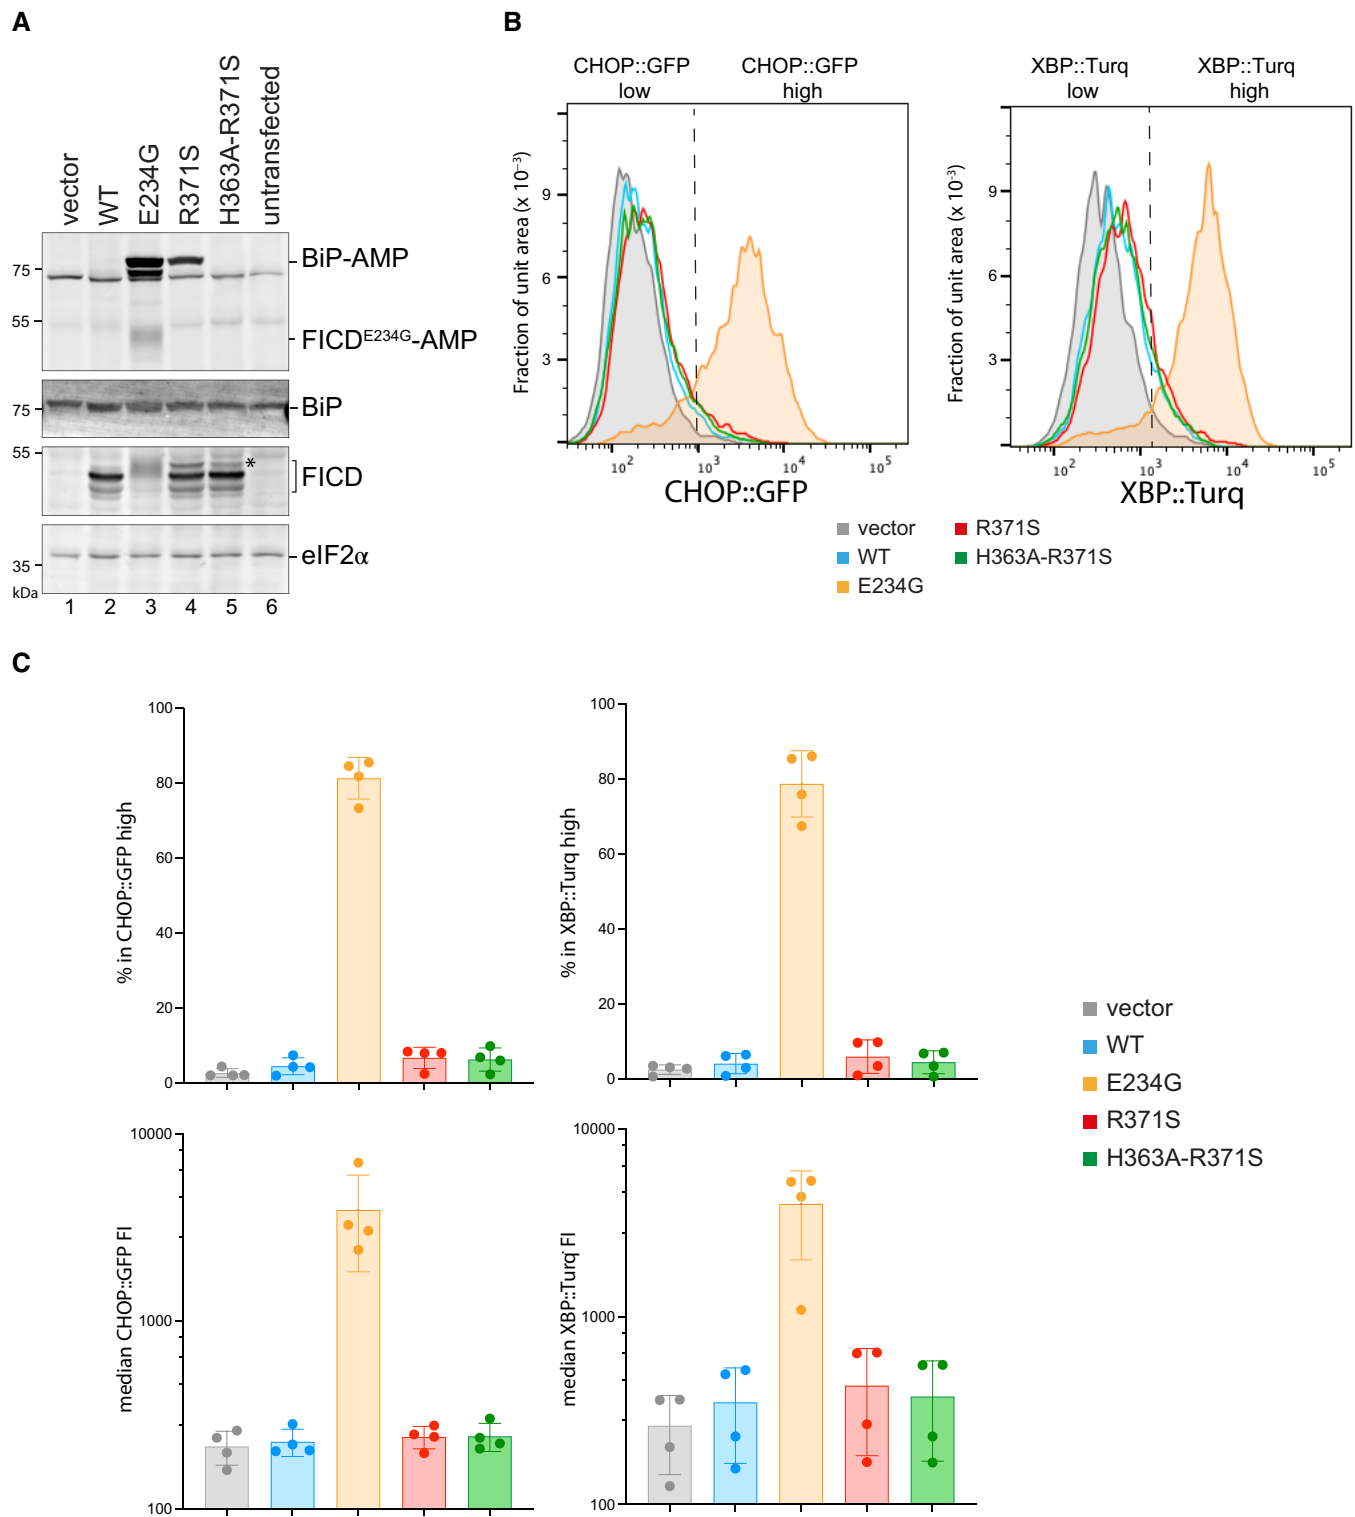 A
vector
WT
E234G
R371S
H363A-R371S
untransfected
75
55
BiP-AMP
FICDE234G-AMP
75
BiP
55
*
FICD
35
eIF2α
kDa
1 2 3 4 5 6
B
CHOP::GFP low
CHOP::GFP high
Fraction of unit area (x 10⁻³)
9
6
3
10² 10³ 10⁴ 10⁵
CHOP::GFP
XBP::Turq low
XBP::Turq high
Fraction of unit area (x 10⁻³)
9
6
3
10² 10³ 10⁴ 10⁵
XBP::Turq
vector
WT
E234G
R371S
H363A-R371S
C
% in CHOP::GFP high
100
80
60
40
20
0
% in XBP::Turq high
100
80
60
40
20
0
median CHOP::GFP FI
10000
1000
100
median XBP::Turq FI
10000
1000
100
vector
WT
E234G
R371S
H363A-R371S